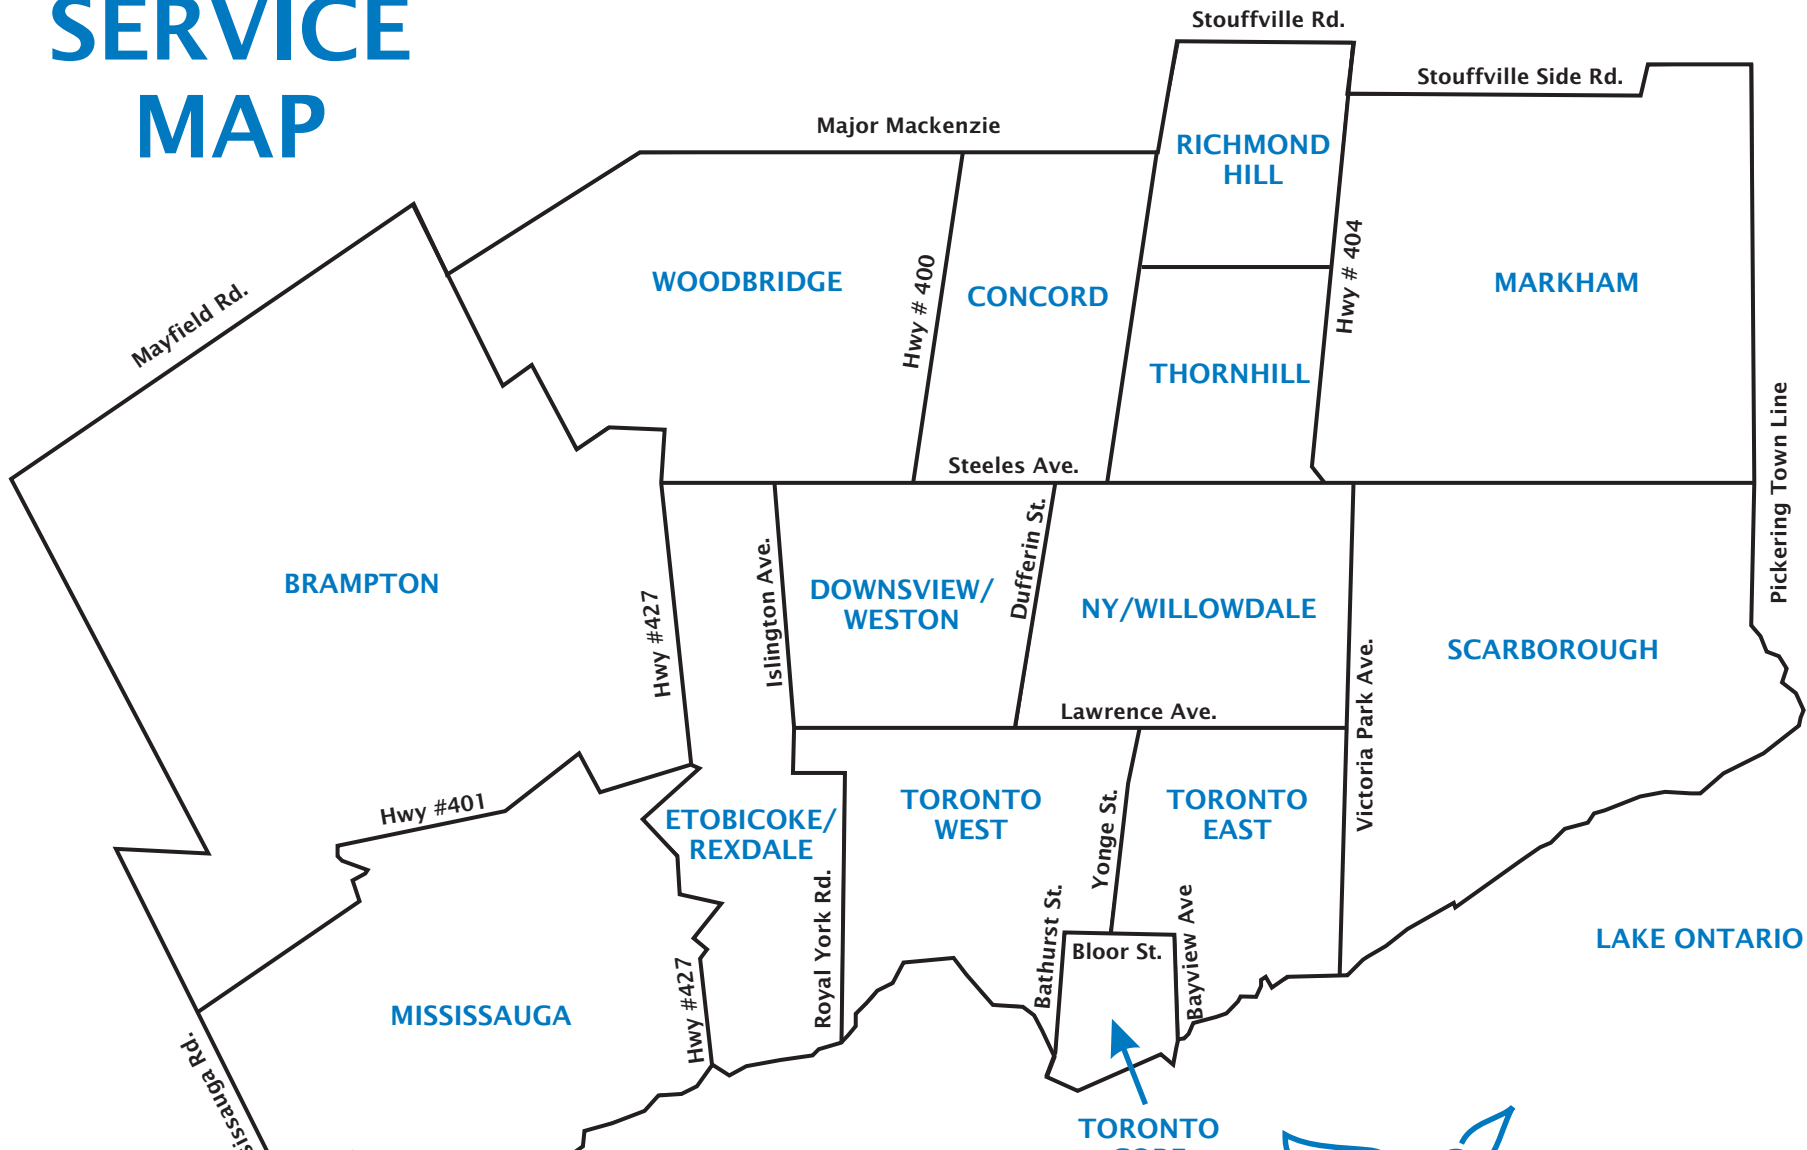 SERVICE
MAP
Stouffville Rd.
Stouffville Side Rd.
Major Mackenzie
RICHMOND
HILL
Mayfield Rd.
WOODBRIDGE
Hwy # 400
CONCORD
Hwy # 404
MARKHAM
THORNHILL
Pickering Town Line
Steeles Ave.
BRAMPTON
Hwy #427
Islington Ave.
DOWNSVIEW/
WESTON
Dufferin St.
NY/WILLOWDALE
SCARBOROUGH
Victoria Park Ave.
Lawrence Ave.
Hwy #401
ETOBICOKE/
REXDALE
TORONTO
WEST
Yonge St.
TORONTO
EAST
Royal York Rd.
Bathurst St.
Bloor St.
Bayview Ave
LAKE ONTARIO
MISSISSAUGA
Hwy #427
sissauga Rd.
TORONTO
CORE